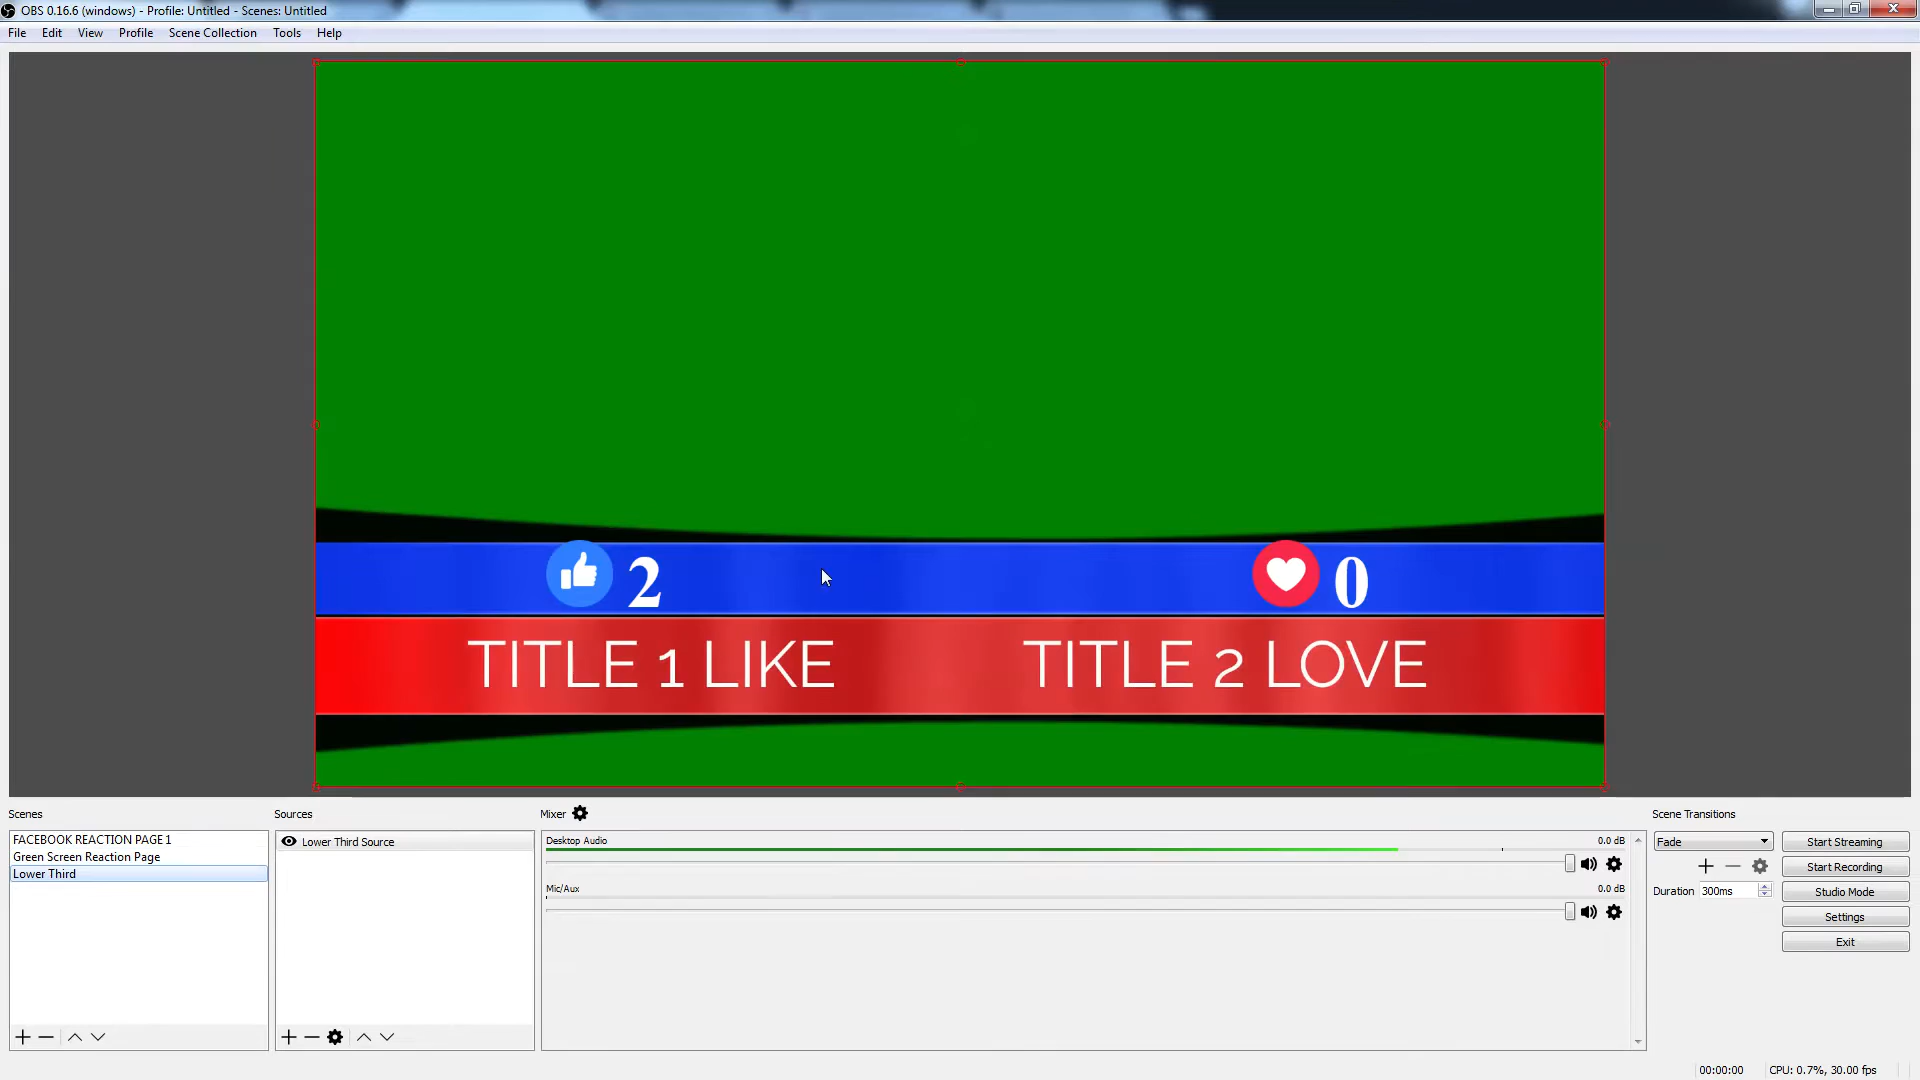 OBS 0.16.6 (windows) - Profile: Untitled - Scenes: Untitled
File Edit View Profile Scene Collection Tools Help
2 0
TITLE 1 LIKE TITLE 2 LOVE
Scenes
FACEBOOK REACTION PAGE 1
Green Screen Reaction Page
Lower Third
Sources
Lower Third Source
Mixer
Desktop Audio 0.0 dB
Mic/Aux 0.0 dB
Scene Transitions
Fade
Duration 300ms
Start Streaming
Start Recording
Studio Mode
Settings
Exit
00:00:00 CPU: 0.7%, 30.00 fps